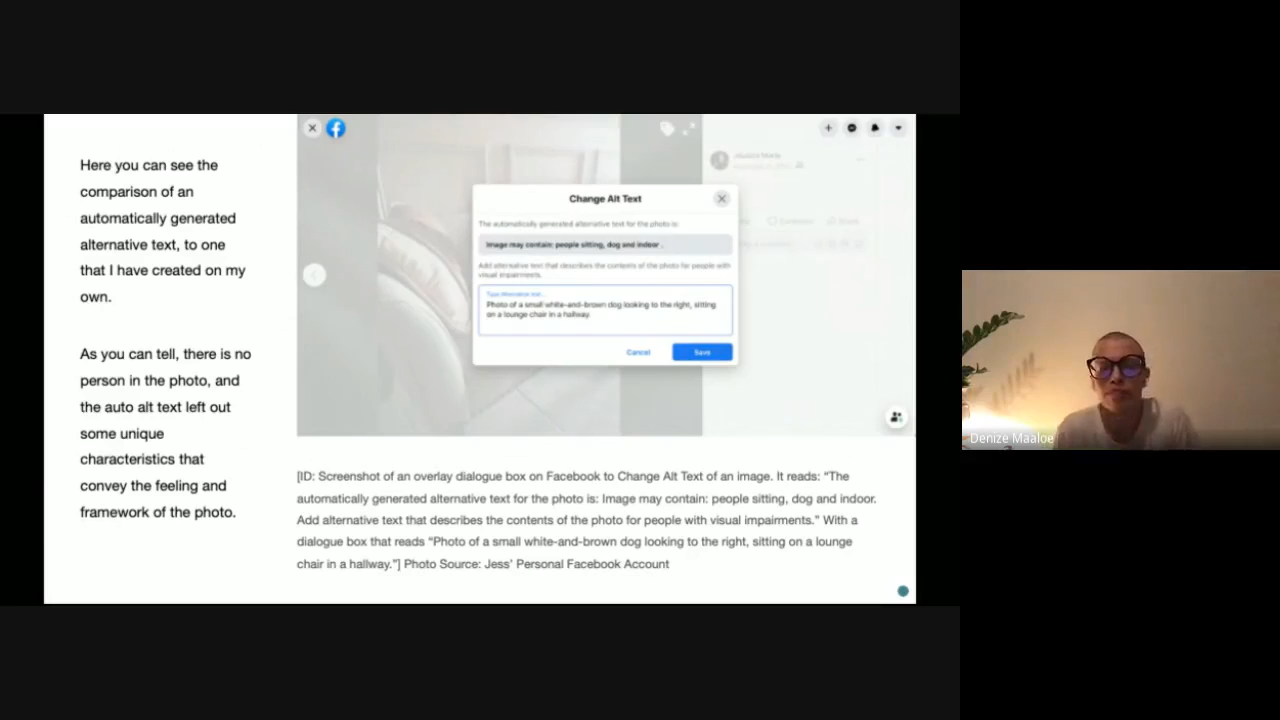 Here you can see the
comparison of an
automatically generated
alternative text, to one
that I have created on my
own.
As you can tell, there is no
person in the photo, and
the auto alt text left out
some unique
characteristics that
convey the feeling and
framework of the photo.
Change Alt Text
The automatically generated alternative text for the photo is:
Image may contain: people sitting, dog and indoor .
Add alternative text that describes the contents of the photo for people with
visual impairments.
Photo of a small white-and-brown dog looking to the right, sitting
on a lounge chair in a hallway.
Cancel
Save
[ID: Screenshot of an overlay dialogue box on Facebook to Change Alt Text of an image. It reads: “The
automatically generated alternative text for the photo is: Image may contain: people sitting, dog and indoor.
Add alternative text that describes the contents of the photo for people with visual impairments.” With a
dialogue box that reads “Photo of a small white-and-brown dog looking to the right, sitting on a lounge
chair in a hallway.”] Photo Source: Jess’ Personal Facebook Account
Denize Maaloe